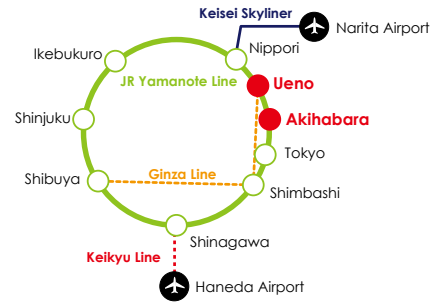 Keisei Skyliner
Narita Airport
Nippori
Ikebukuro
JR Yamanote Line
Ueno
Shinjuku
Akihabara
Tokyo
Ginza Line
Shibuya
Shimbashi
Shinagawa
Keikyu Line
Haneda Airport